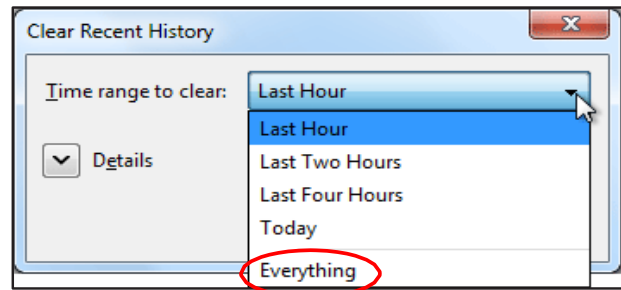 Clear Recent History
Time range to clear: Last Hour
Last Hour
Details
Last Two Hours
Last Four Hours
Today
Everything